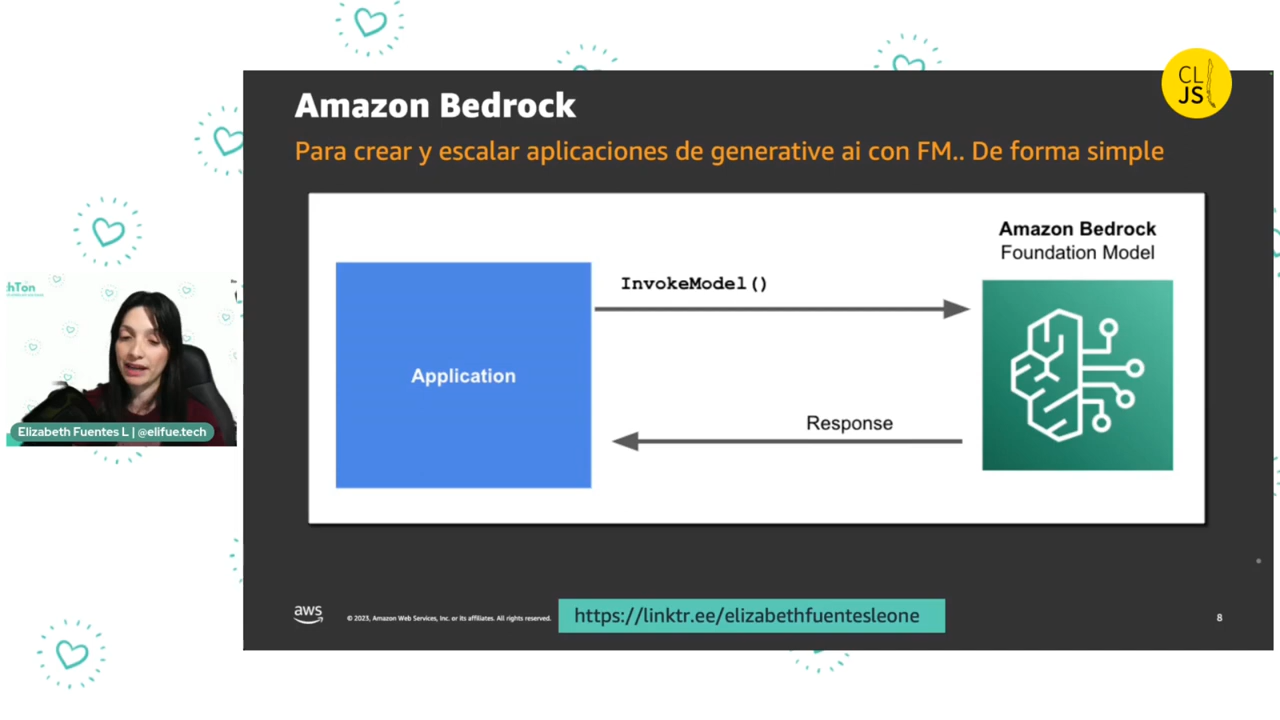 CL
JS
Amazon Bedrock
Para crear y escalar aplicaciones de generative ai con FM.. De forma simple
Amazon Bedrock
Foundation Model
InvokeModel()
Application
Response
hTon
Elizabeth Fuentes L | @elifue.tech
aws
© 2023, Amazon Web Services, Inc. or its affiliates. All rights reserved.
https://linktr.ee/elizabethfuentesleone
8